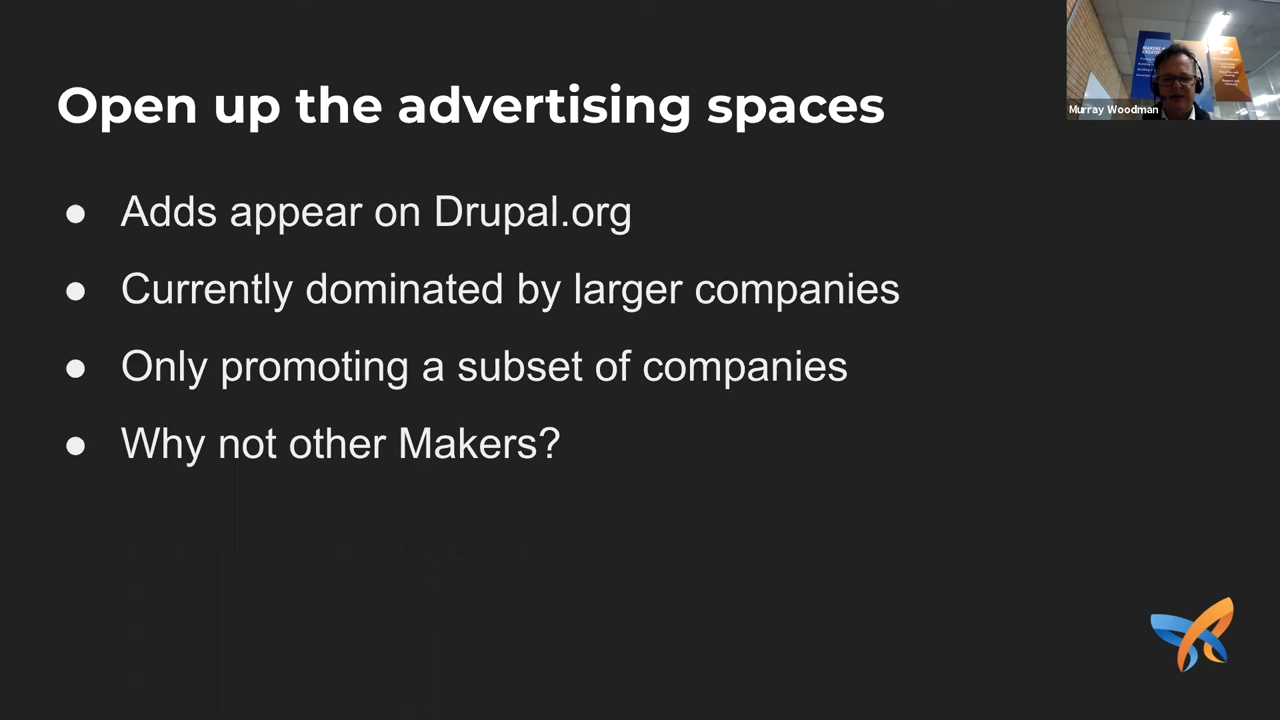 Open up the advertising spaces
● Adds appear on Drupal.org
● Currently dominated by larger companies
● Only promoting a subset of companies
● Why not other Makers?
Murray Woodman